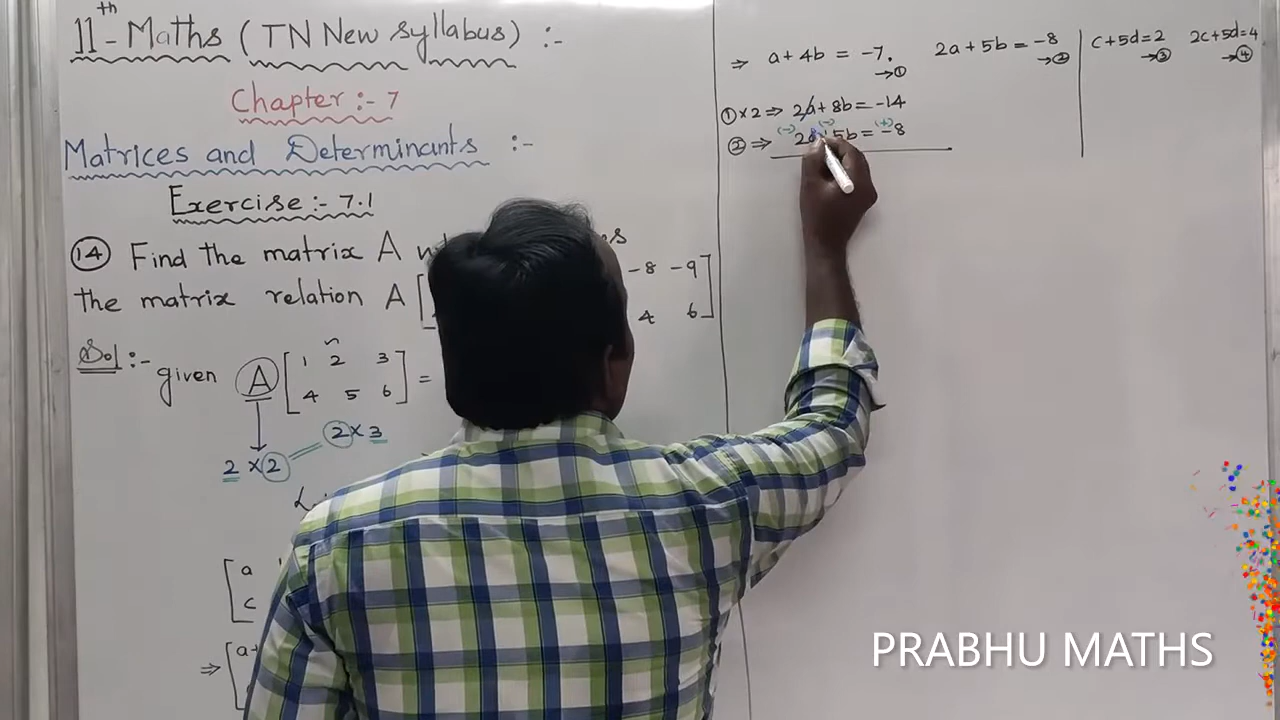 11th - Maths ( TN New Syllabus ) :-
Chapter :- 7
Matrices and Determinants :-
Exercise :- 7.1
(14) Find the matrix A
the matrix relation A [ -8 -9 ]
4 6
Sol :- given A [ 1 2 3 ] =
4 5 6
2 × 3
2 × 2
[ a
c
⇒ [ a+
⇒ a + 4b = -7. → ① 2a + 5b = -8 → ②
① × 2 ⇒ 2a + 8b = -14
(-) (-) (+)
② ⇒ 2a + 5b = -8
c + 5d = 2 → ③ 2c + 5d = 4 → ④
PRABHU MATHS